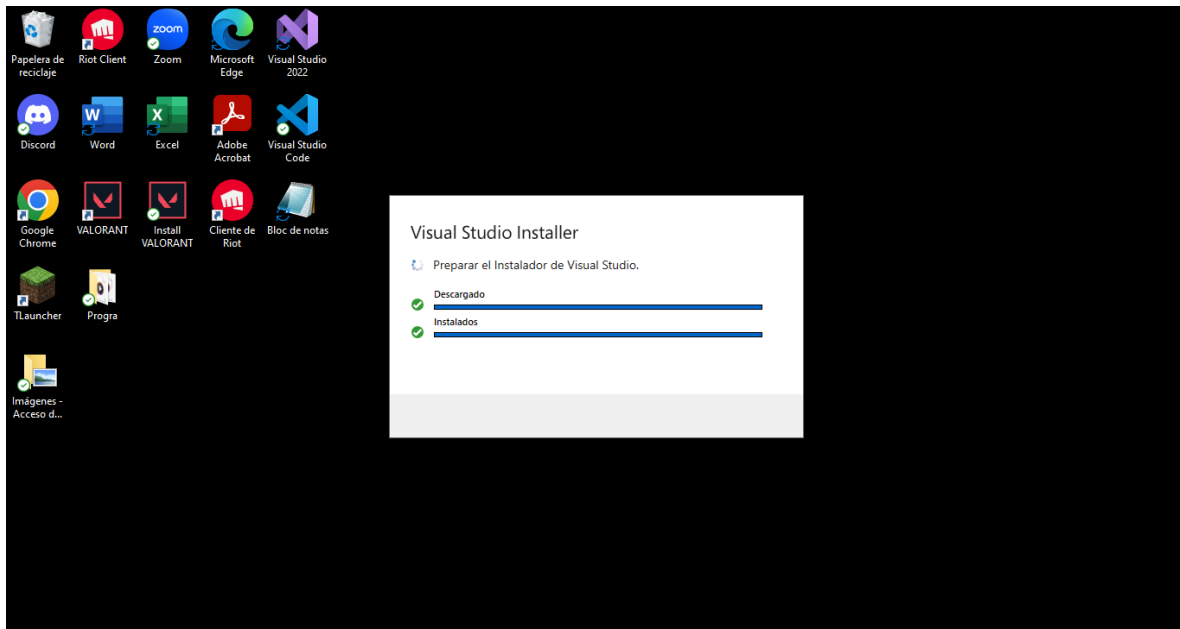 zoom
Papelera de
reciclaje
Riot Client
Zoom
Microsoft
Edge
Visual Studio
2022
W
X
Discord
Word
Excel
Adobe
Acrobat
Visual Studio
Code
Google
Chrome
VALORANT
Install
VALORANT
Cliente de
Riot
Bloc de notas
TLauncher
Progra
Imágenes -
Acceso d...
Visual Studio Installer
Preparar el Instalador de Visual Studio.
Descargado
Instalados